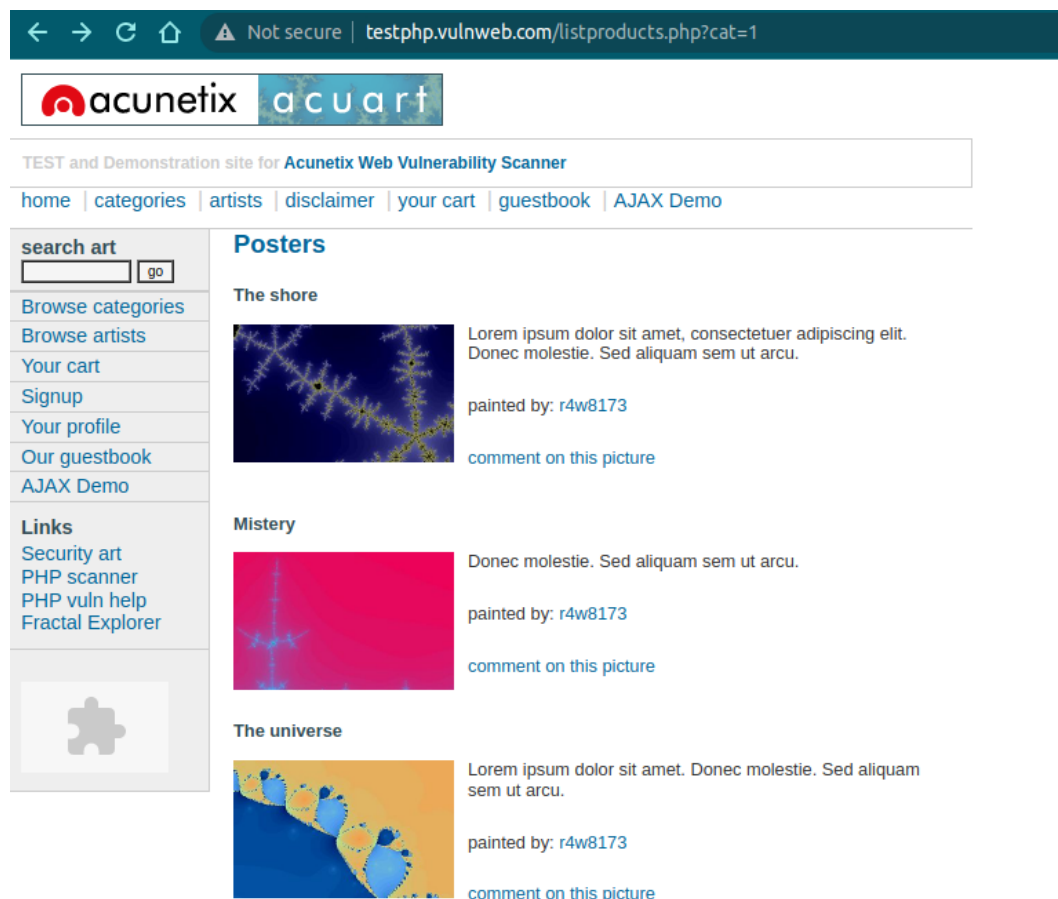 Not secure | testphp.vulnweb.com/listproducts.php?cat=1
acunetix acuart
TEST and Demonstration site for Acunetix Web Vulnerability Scanner
home | categories | artists | disclaimer | your cart | guestbook | AJAX Demo
search art
go
Browse categories
Browse artists
Your cart
Signup
Your profile
Our guestbook
AJAX Demo
Links
Security art
PHP scanner
PHP vuln help
Fractal Explorer
Posters
The shore
Lorem ipsum dolor sit amet, consectetuer adipiscing elit.
Donec molestie. Sed aliquam sem ut arcu.
painted by: r4w8173
comment on this picture
Mistery
Donec molestie. Sed aliquam sem ut arcu.
painted by: r4w8173
comment on this picture
The universe
Lorem ipsum dolor sit amet. Donec molestie. Sed aliquam
sem ut arcu.
painted by: r4w8173
comment on this picture